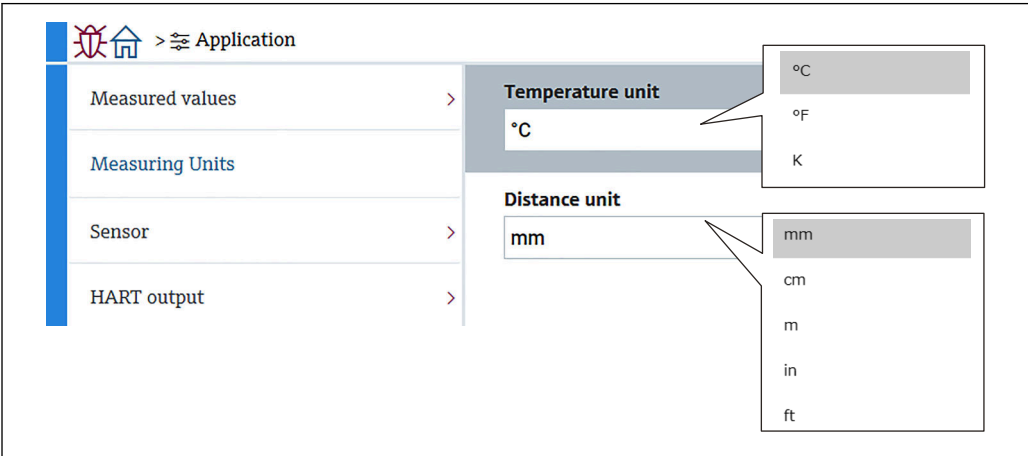 > Application
Measured values >
Measuring Units
Sensor >
HART output >
Temperature unit
°C
°C
°F
K
Distance unit
mm
mm
cm
m
in
ft